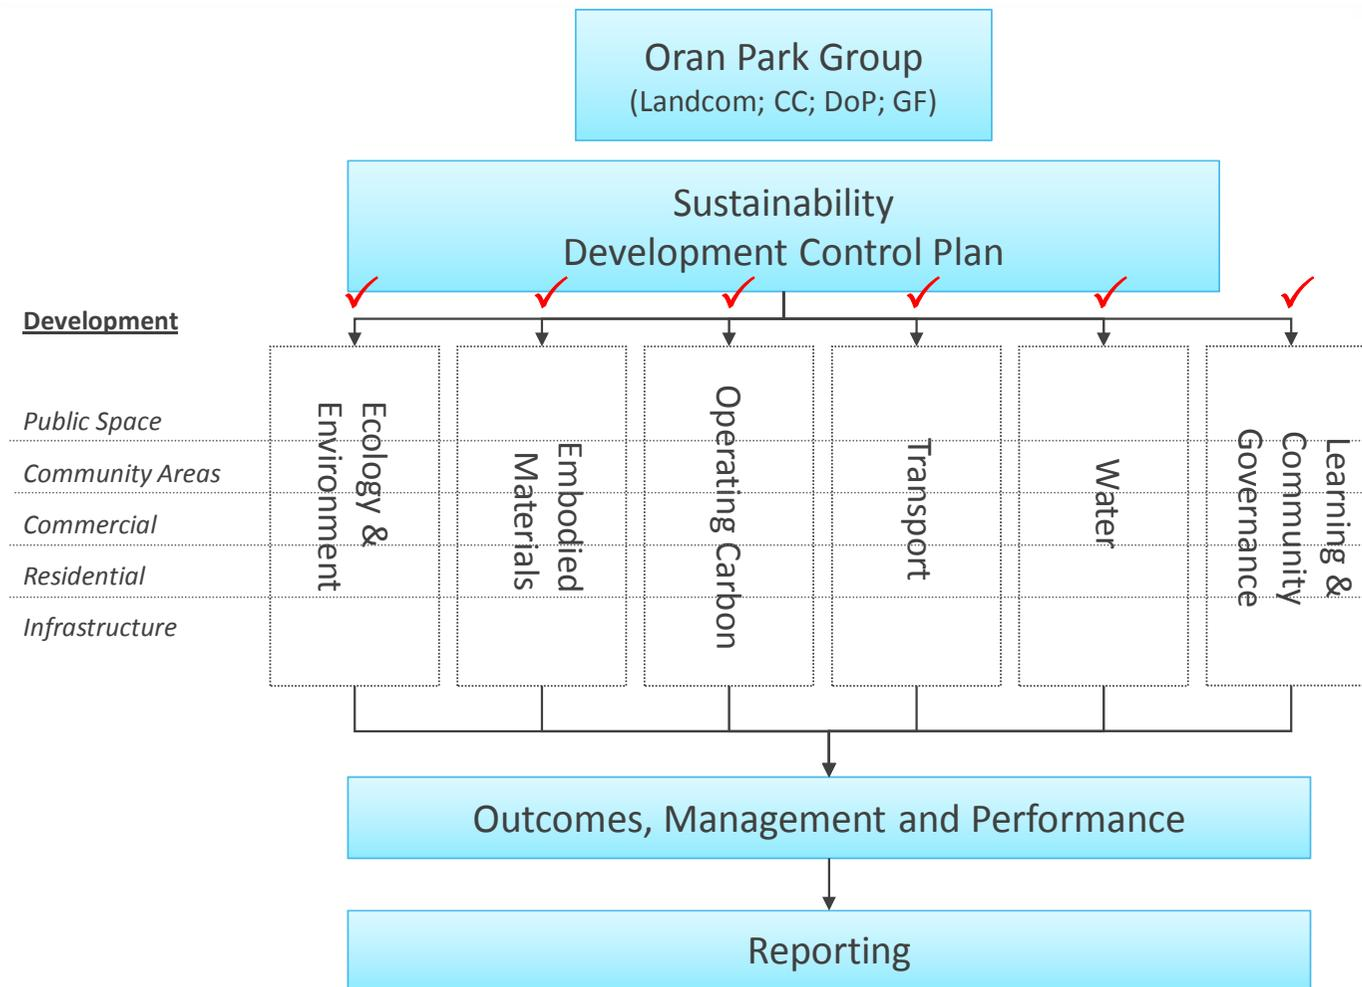 Oran Park Group
(Landcom; CC; DoP; GF)
Sustainability
Development Control Plan
Development
Public Space
Community Areas
Commercial
Residential
Infrastructure
Ecology &
Environment
Embodied
Materials
Operating Carbon
Transport
Water
Learning &
Community
Governance
Outcomes, Management and Performance
Reporting